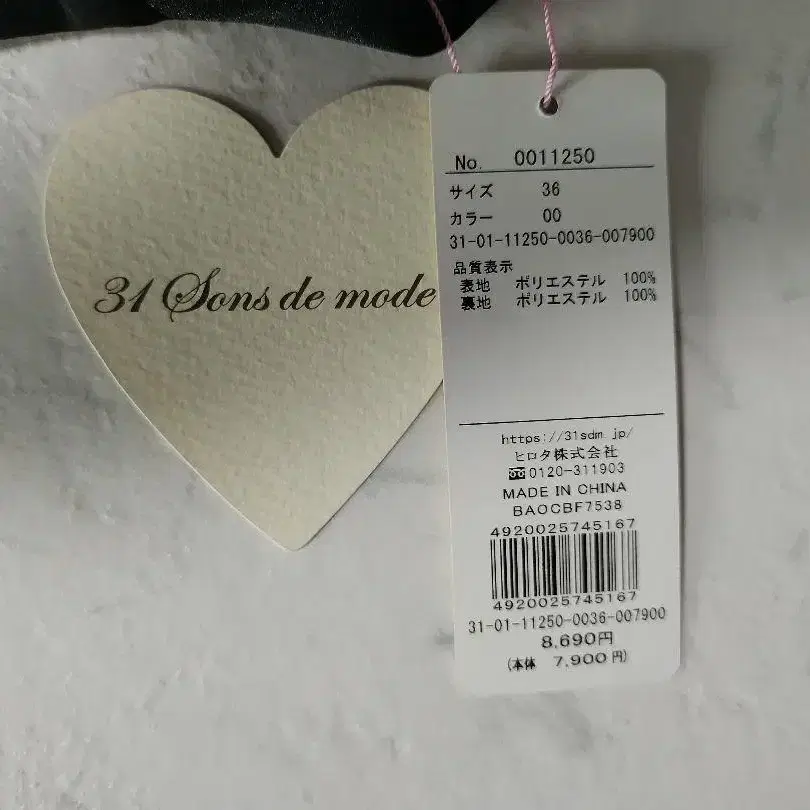 31 Sons de mode
No. 0011250
サイズ 36
カラー 00
31-01-11250-0036-007900
品質表示
表地 ポリエステル 100%
裏地 ポリエステル 100%
https://31sdm.jp/
ヒロタ株式会社
0120-311903
MADE IN CHINA
BAOCBF7538
4920025745167
4920025745167
31-01-11250-0036-007900
8,690円
(本体 7,900円)